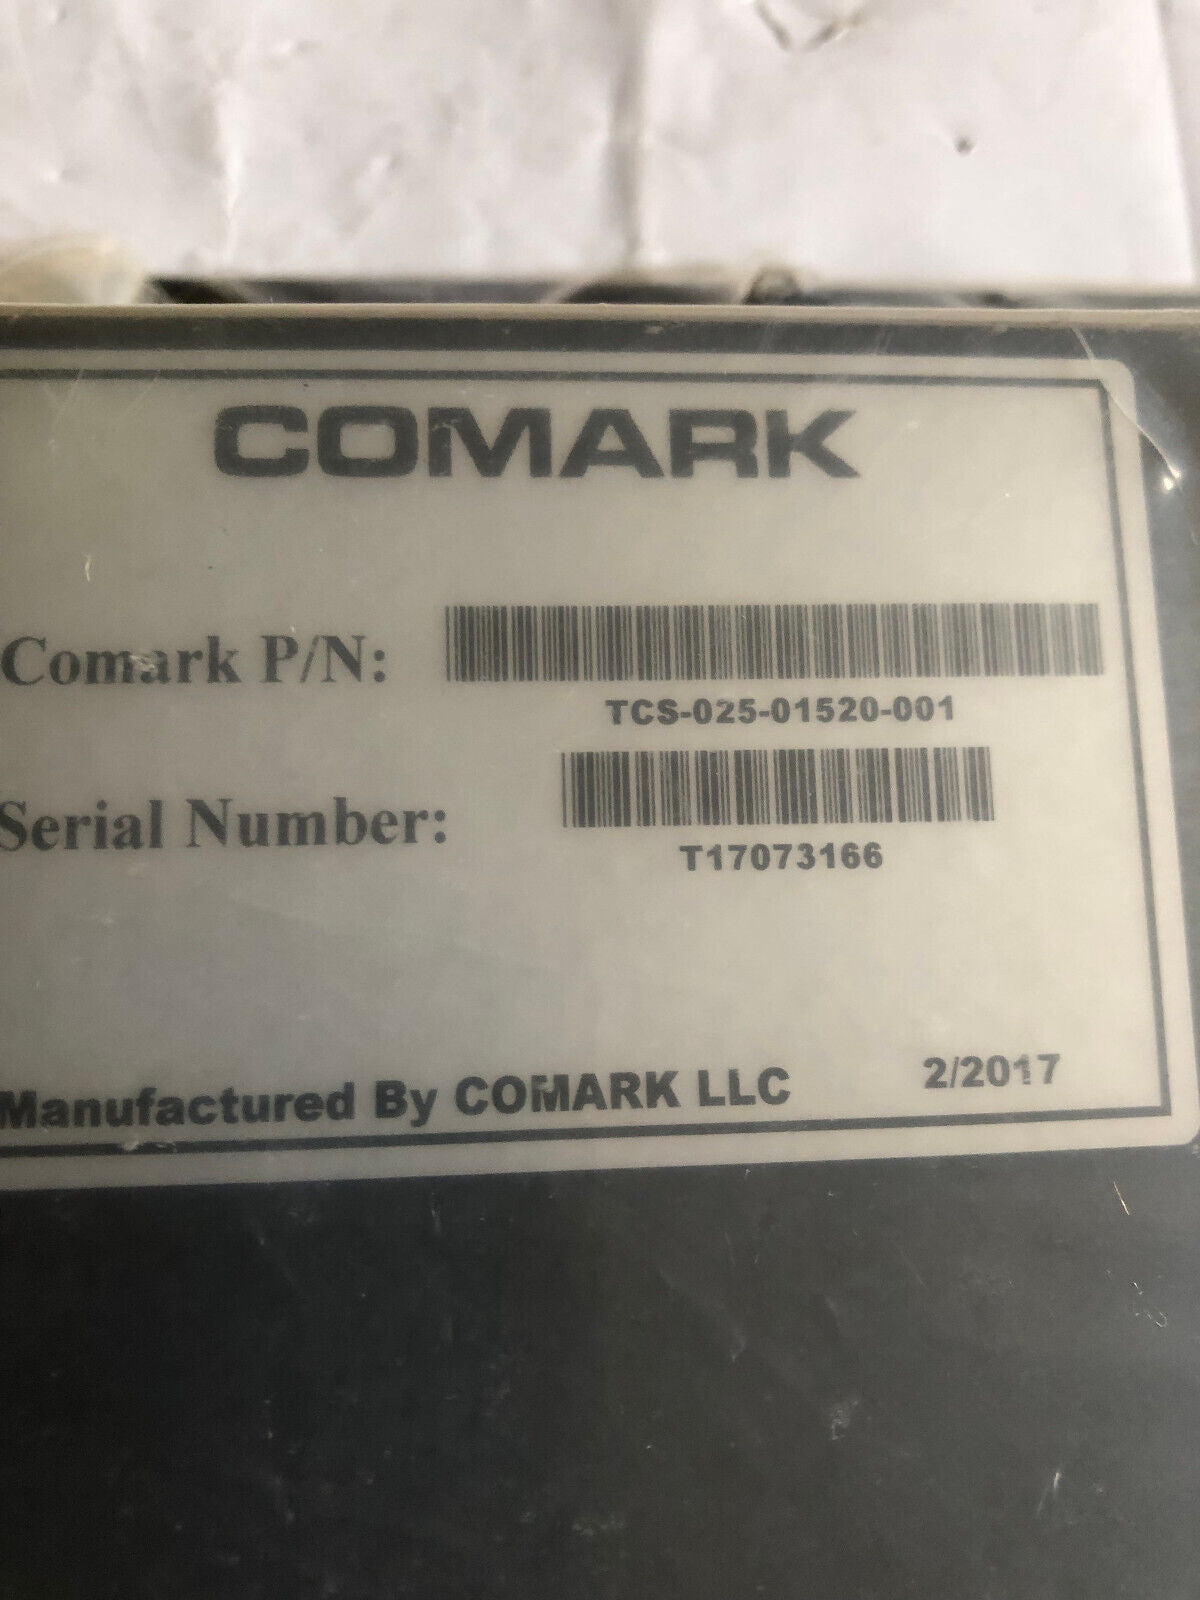 COMARK
Comark P/N:
TCS-025-01520-001
Serial Number:
T17073166
Manufactured By COMARK LLC 2/2017